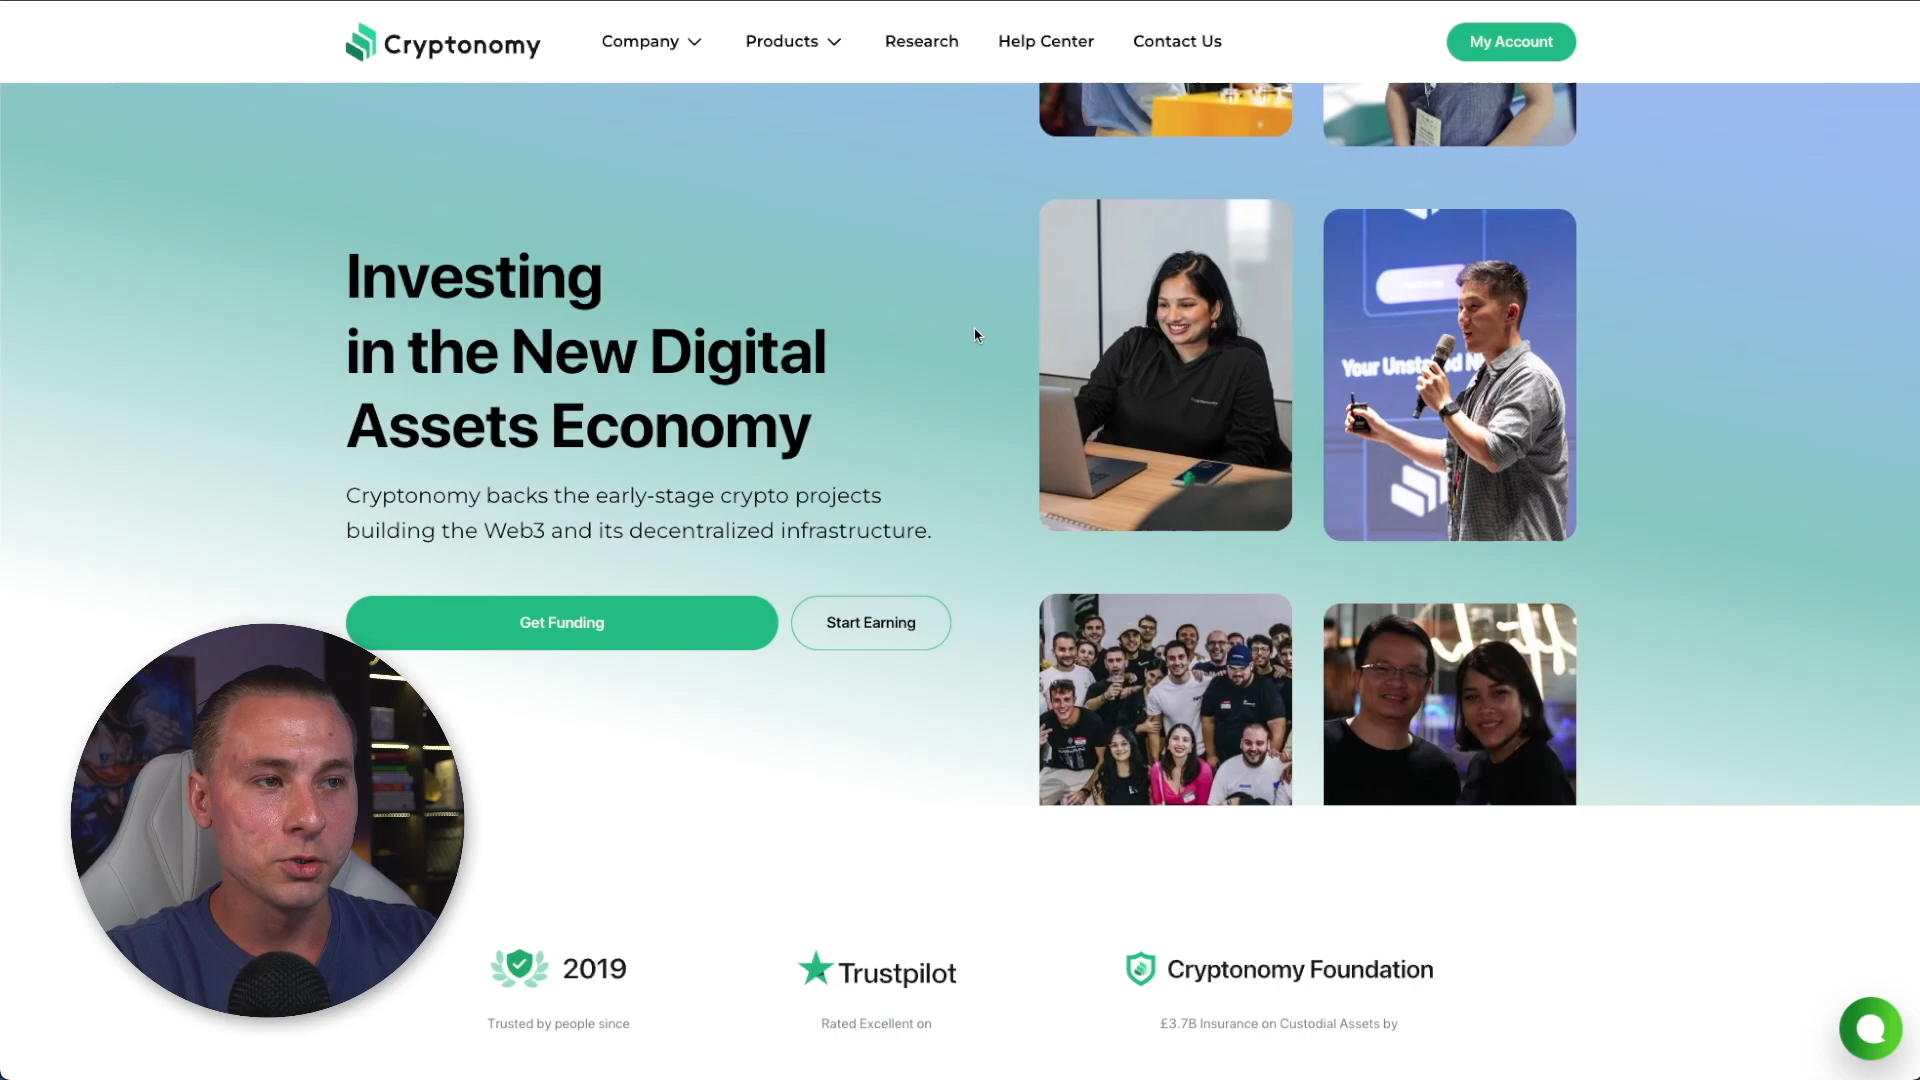 Cryptonomy
Company
Products
Research
Help Center
Contact Us
My Account
Investing
in the New Digital
Assets Economy
Cryptonomy backs the early-stage crypto projects
building the Web3 and its decentralized infrastructure.
Get Funding
Start Earning
Cryptonomy
Your
2019
Trusted by people since
Trustpilot
Rated Excellent on
Cryptonomy Foundation
£3.7B Insurance on Custodial Assets by